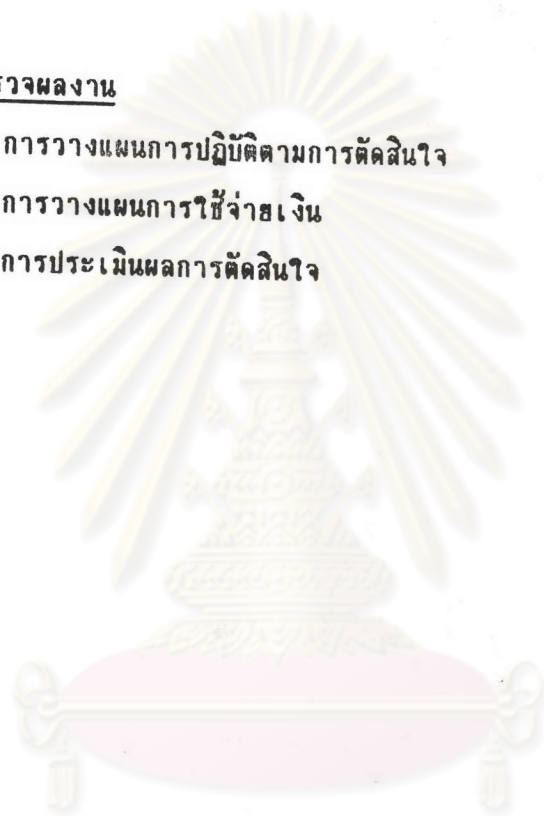 รวจผลงาน
การวางแผนการปฏิบัติตามการตัดสินใจ
การวางแผนการใช้จ่ายเงิน
การประเมินผลการตัดสินใจ